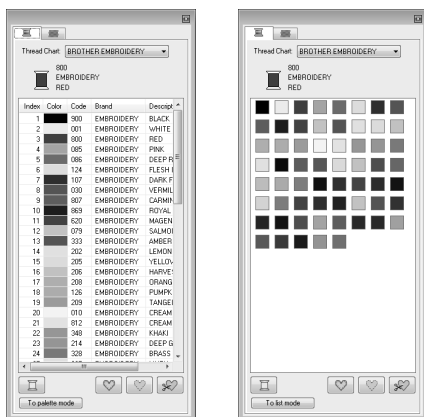 Thread Chart: BROTHER EMBROIDERY
800
EMBROIDERY
RED
Index Color Code Brand Descript
1 900 EMBROIDERY BLACK
2 001 EMBROIDERY WHITE
3 800 EMBROIDERY RED
4 085 EMBROIDERY PINK
5 086 EMBROIDERY DEEP R
6 124 EMBROIDERY FLESH
7 107 EMBROIDERY DARK F
8 030 EMBROIDERY VERMIL
9 807 EMBROIDERY CARMIN
10 869 EMBROIDERY ROYAL
11 620 EMBROIDERY MAGEN
12 079 EMBROIDERY SALMO
13 333 EMBROIDERY AMBER
14 202 EMBROIDERY LEMON
15 205 EMBROIDERY YELLOV
16 206 EMBROIDERY HARVE
17 208 EMBROIDERY ORANG
18 126 EMBROIDERY PUMPK
19 209 EMBROIDERY TANGE
20 010 EMBROIDERY CREAM
21 812 EMBROIDERY CREAM
22 348 EMBROIDERY KHAKI
23 214 EMBROIDERY DEEP G
24 328 EMBROIDERY BRASS
To palette mode
Thread Chart: BROTHER EMBROIDERY
800
EMBROIDERY
RED
To list mode